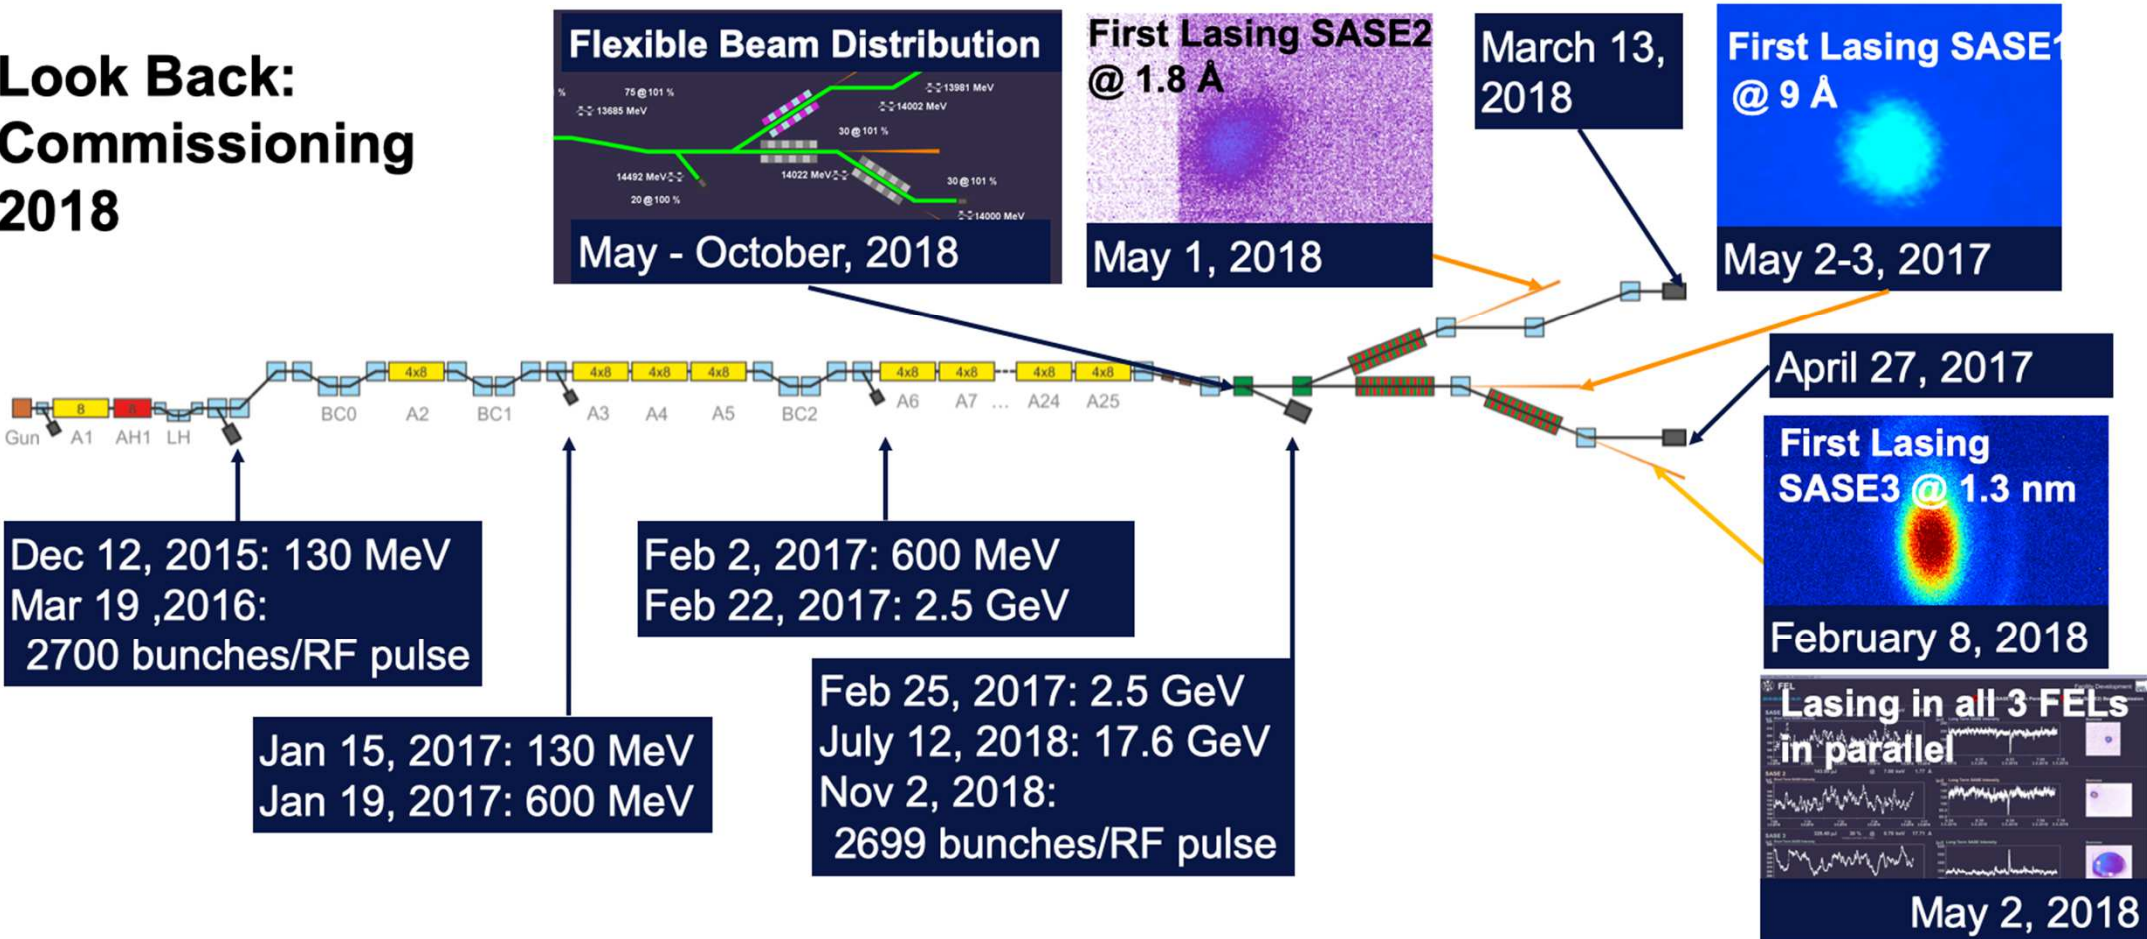 Look Back:
Commissioning
2018
Flexible Beam Distribution
75@101 %
13685 MeV
13981 MeV
14002 MeV
30@101 %
14492 MeV
14022 MeV
30@101 %
20@100 %
14000 MeV
May - October, 2018
First Lasing SASE2
@ 1.8 Å
May 1, 2018
March 13,
2018
First Lasing SASE1
@ 9 Å
May 2-3, 2017
April 27, 2017
First Lasing
SASE3 @ 1.3 nm
February 8, 2018
Lasing in all 3 FELs
in parallel
May 2, 2018
8
4x8
4x8
4x8
4x8
4x8
4x8
4x8
4x8
Gun
A1
AH1
LH
BC0
A2
BC1
A3
A4
A5
BC2
A6
A7
...
A24
A25
Dec 12, 2015: 130 MeV
Mar 19 ,2016:
2700 bunches/RF pulse
Jan 15, 2017: 130 MeV
Jan 19, 2017: 600 MeV
Feb 2, 2017: 600 MeV
Feb 22, 2017: 2.5 GeV
Feb 25, 2017: 2.5 GeV
July 12, 2018: 17.6 GeV
Nov 2, 2018:
2699 bunches/RF pulse